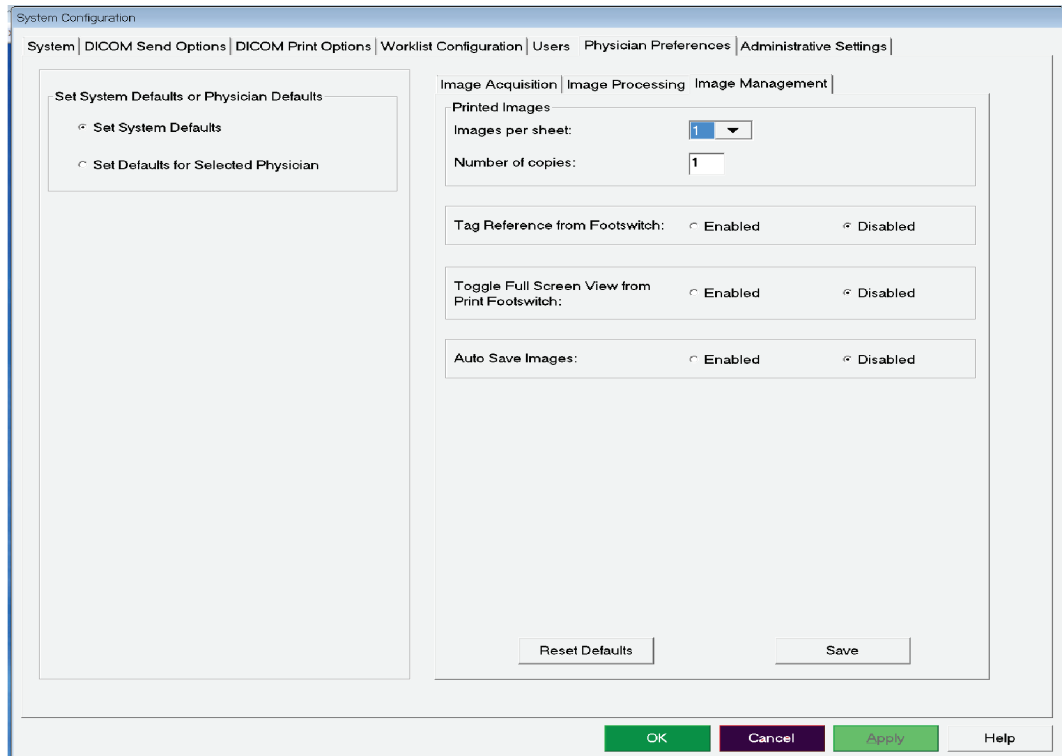 System Configuration
System DICOM Send Options DICOM Print Options Worklist Configuration Users Physician Preferences Administrative Settings
Set System Defaults or Physician Defaults
Set System Defaults
Set Defaults for Selected Physician
Image Acquisition Image Processing Image Management
Printed Images
Images per sheet: 1
Number of copies: 1
Tag Reference from Footswitch: Enabled Disabled
Toggle Full Screen View from
Print Footswitch: Enabled Disabled
Auto Save Images: Enabled Disabled
Reset Defaults Save
OK Cancel Apply Help